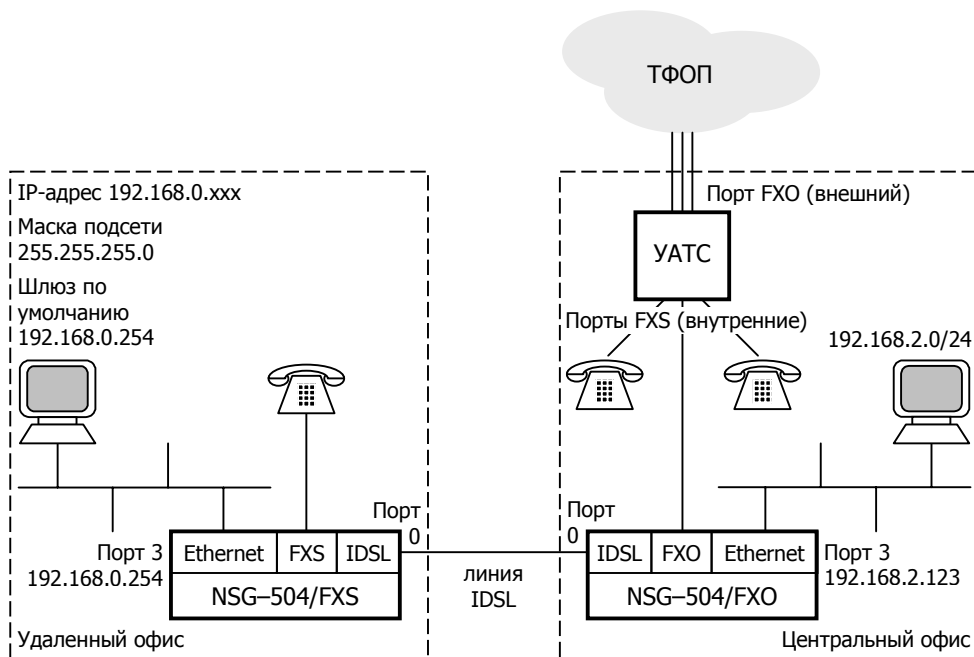 ТФОП
IP-адрес 192.168.0.xxx
Маска подсети
255.255.255.0
Шлюз по
умолчанию
192.168.0.254
Порт FXO (внешний)
УАТС
Порты FXS (внутренние)
192.168.2.0/24
Порт
0
Порт
0
Порт 3
192.168.0.254
Ethernet
FXS
IDSL
NSG–504/FXS
линия
IDSL
IDSL
FXO
Ethernet
NSG–504/FXO
Порт 3
192.168.2.123
Удаленный офис
Центральный офис